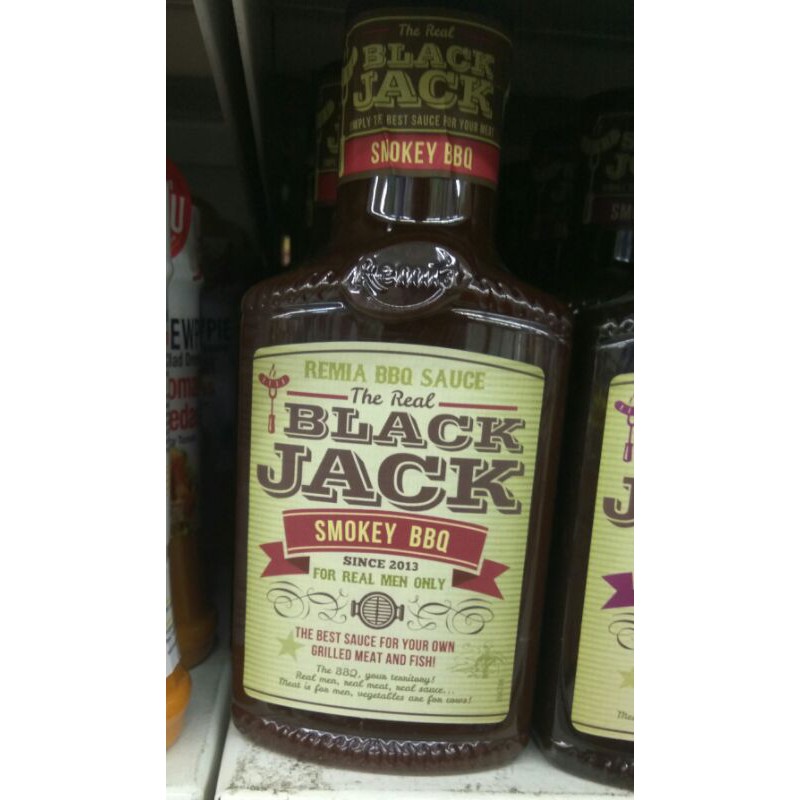 The Real
BLACK
JACK
SIMPLY THE BEST SAUCE FOR YOUR MEAT
SMOKEY BBQ
Remia
REMIA BBQ SAUCE
The Real
BLACK
JACK
SMOKEY BBQ
SINCE 2013
FOR REAL MEN ONLY
THE BEST SAUCE FOR YOUR OWN
GRILLED MEAT AND FISH!
The BBQ, your territory!
Real men, real meat, real sauce...
Meat is for men, vegetables are for cows!